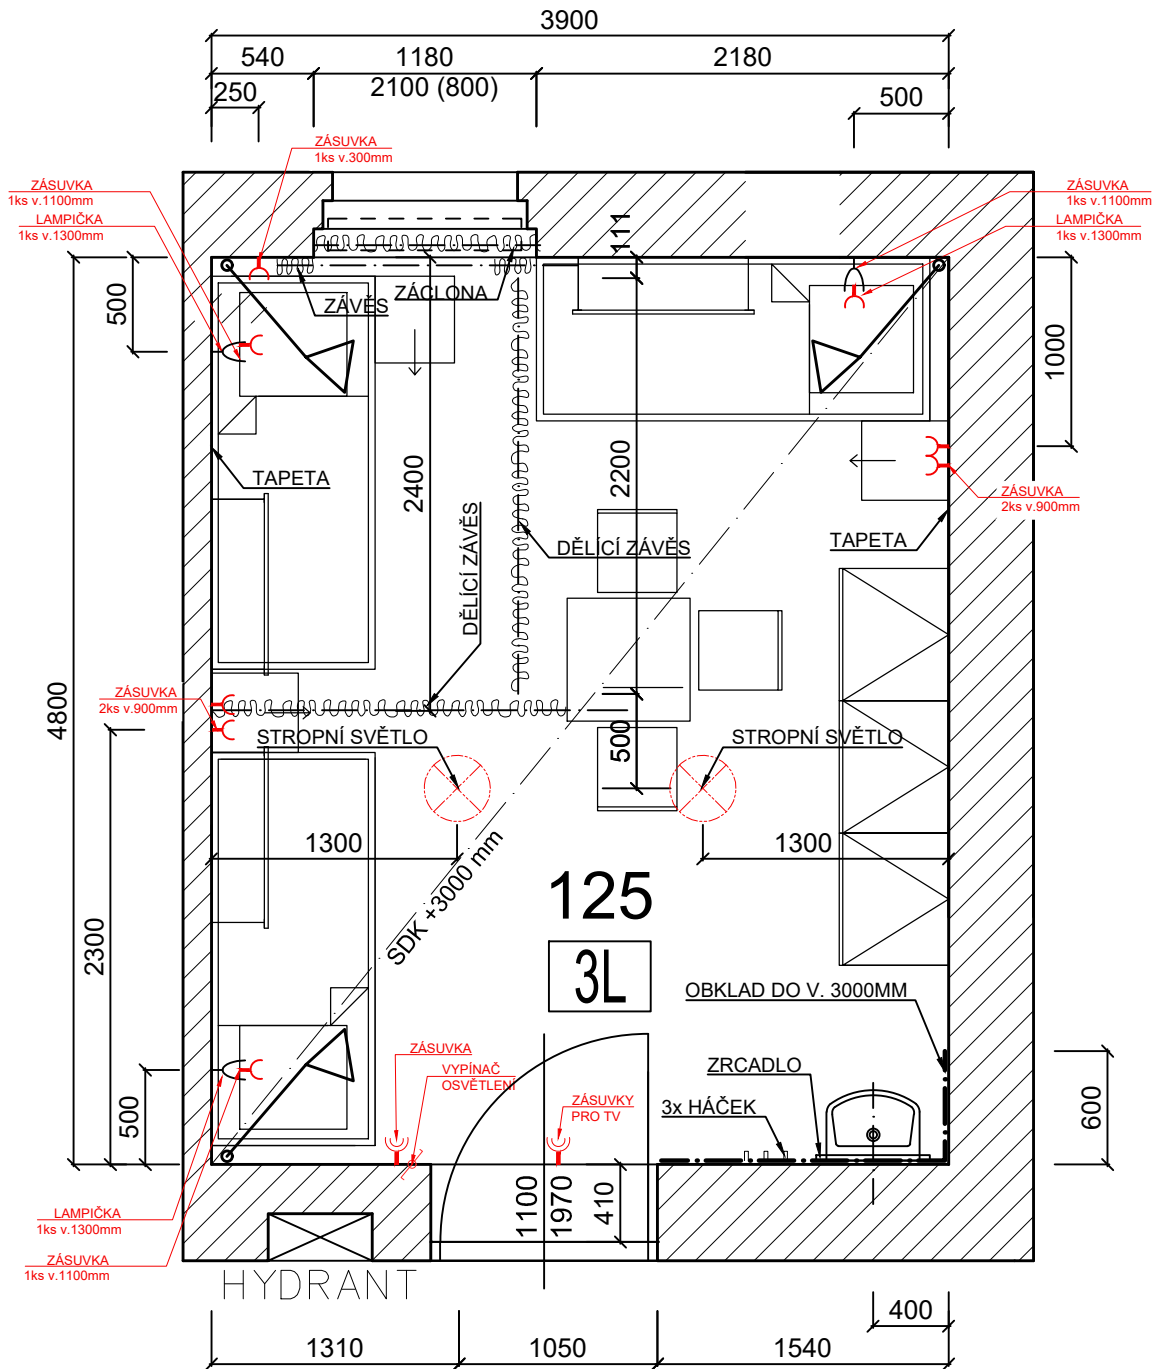 3900
540
1180
2180
2100 (800)
250
500
ZÁSUVKA
1ks v.300mm
ZÁSUVKA
1ks v.1100mm
LAMPIČKA
1ks v.1300mm
ZÁSUVKA
1ks v.1100mm
LAMPIČKA
1ks v.1300mm
111
500
ZÁVĚS
ZÁCLONA
1000
TAPETA
2400
2200
ZÁSUVKA
2ks v.900mm
DĚLÍCÍ ZÁVĚS
DĚLÍCÍ ZÁVĚS
TAPETA
4800
ZÁSUVKA
2ks v.900mm
STROPNÍ SVĚTLO
500
STROPNÍ SVĚTLO
1300
1300
SDK +3000 mm
125
3L
2300
OBKLAD DO V. 3000MM
500
ZÁSUVKA
VYPÍNAČ
OSVĚTLENÍ
ZÁSUVKY
PRO TV
ZRCADLO
3x HÁČEK
600
1100
1970
410
LAMPIČKA
1ks v.1300mm
ZÁSUVKA
1ks v.1100mm
HYDRANT
400
1310
1050
1540